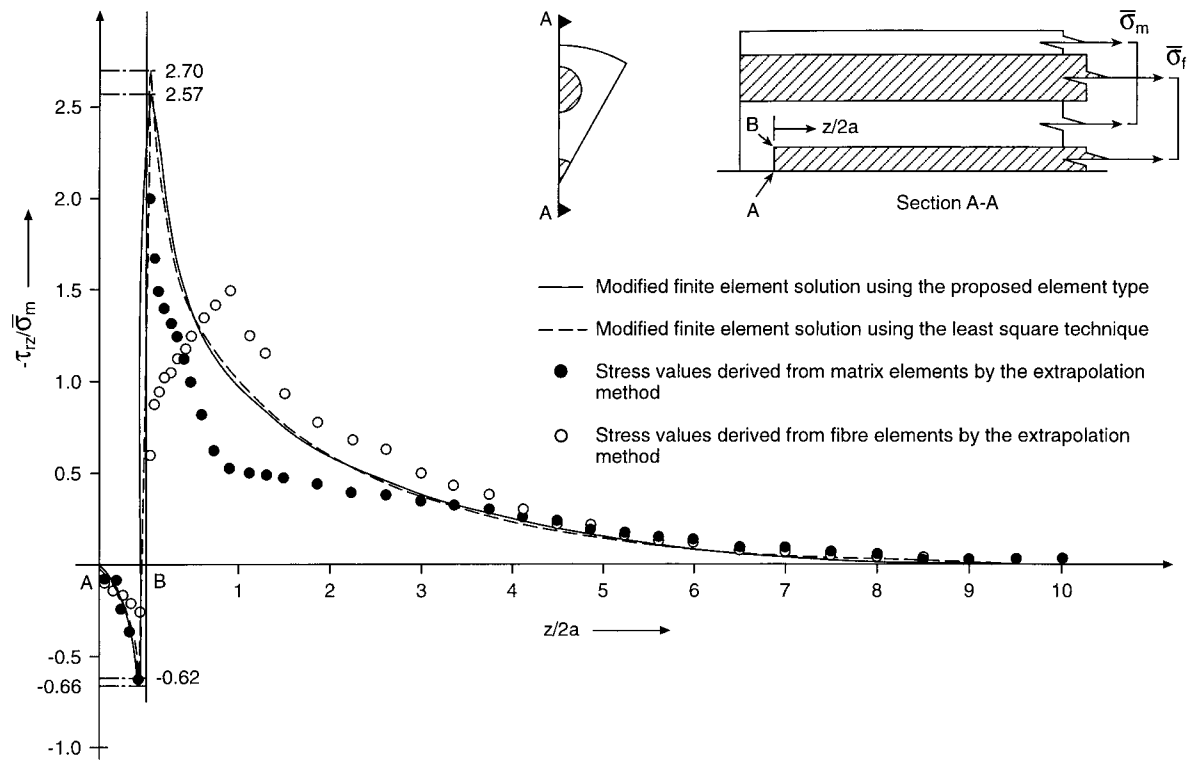 A
A
σ̅m
σ̅f
B
z/2a
A
Section A-A
2.70
2.57
2.5
2.0
1.5
1.0
0.5
-τrz/σ̅m
Modified finite element solution using the proposed element type
Modified finite element solution using the least square technique
Stress values derived from matrix elements by the extrapolation
method
Stress values derived from fibre elements by the extrapolation
method
A
B
1
2
3
4
5
6
7
8
9
10
z/2a
-0.5
-0.62
-0.66
-1.0